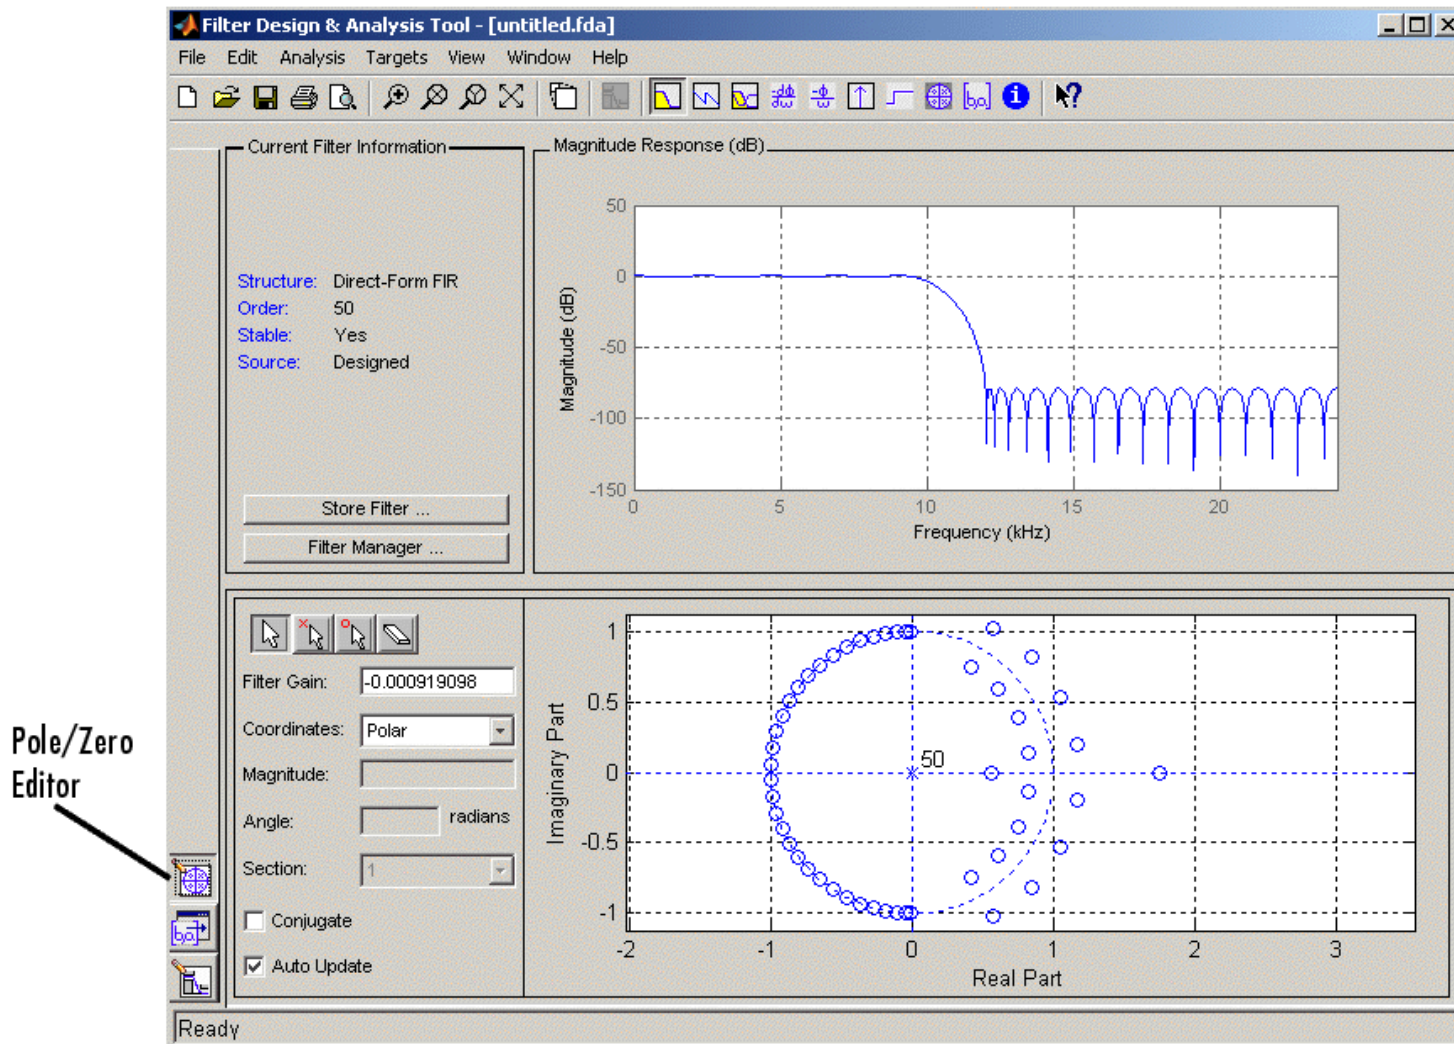 Filter Design & Analysis Tool - [untitled.fda]
File Edit Analysis Targets View Window Help
Current Filter Information
Structure: Direct-Form FIR
Order: 50
Stable: Yes
Source: Designed
Store Filter ...
Filter Manager ...
Magnitude Response (dB)
50
0
-50
-100
-150
Magnitude (dB)
0 5 10 15 20
Frequency (kHz)
Filter Gain: -0.000919098
Coordinates: Polar
Magnitude:
Angle: radians
Section: 1
Conjugate
Auto Update
1
0.5
0
-0.5
-1
Imaginary Part
50
-2 -1 0 1 2 3
Real Part
Pole/Zero
Editor
Ready